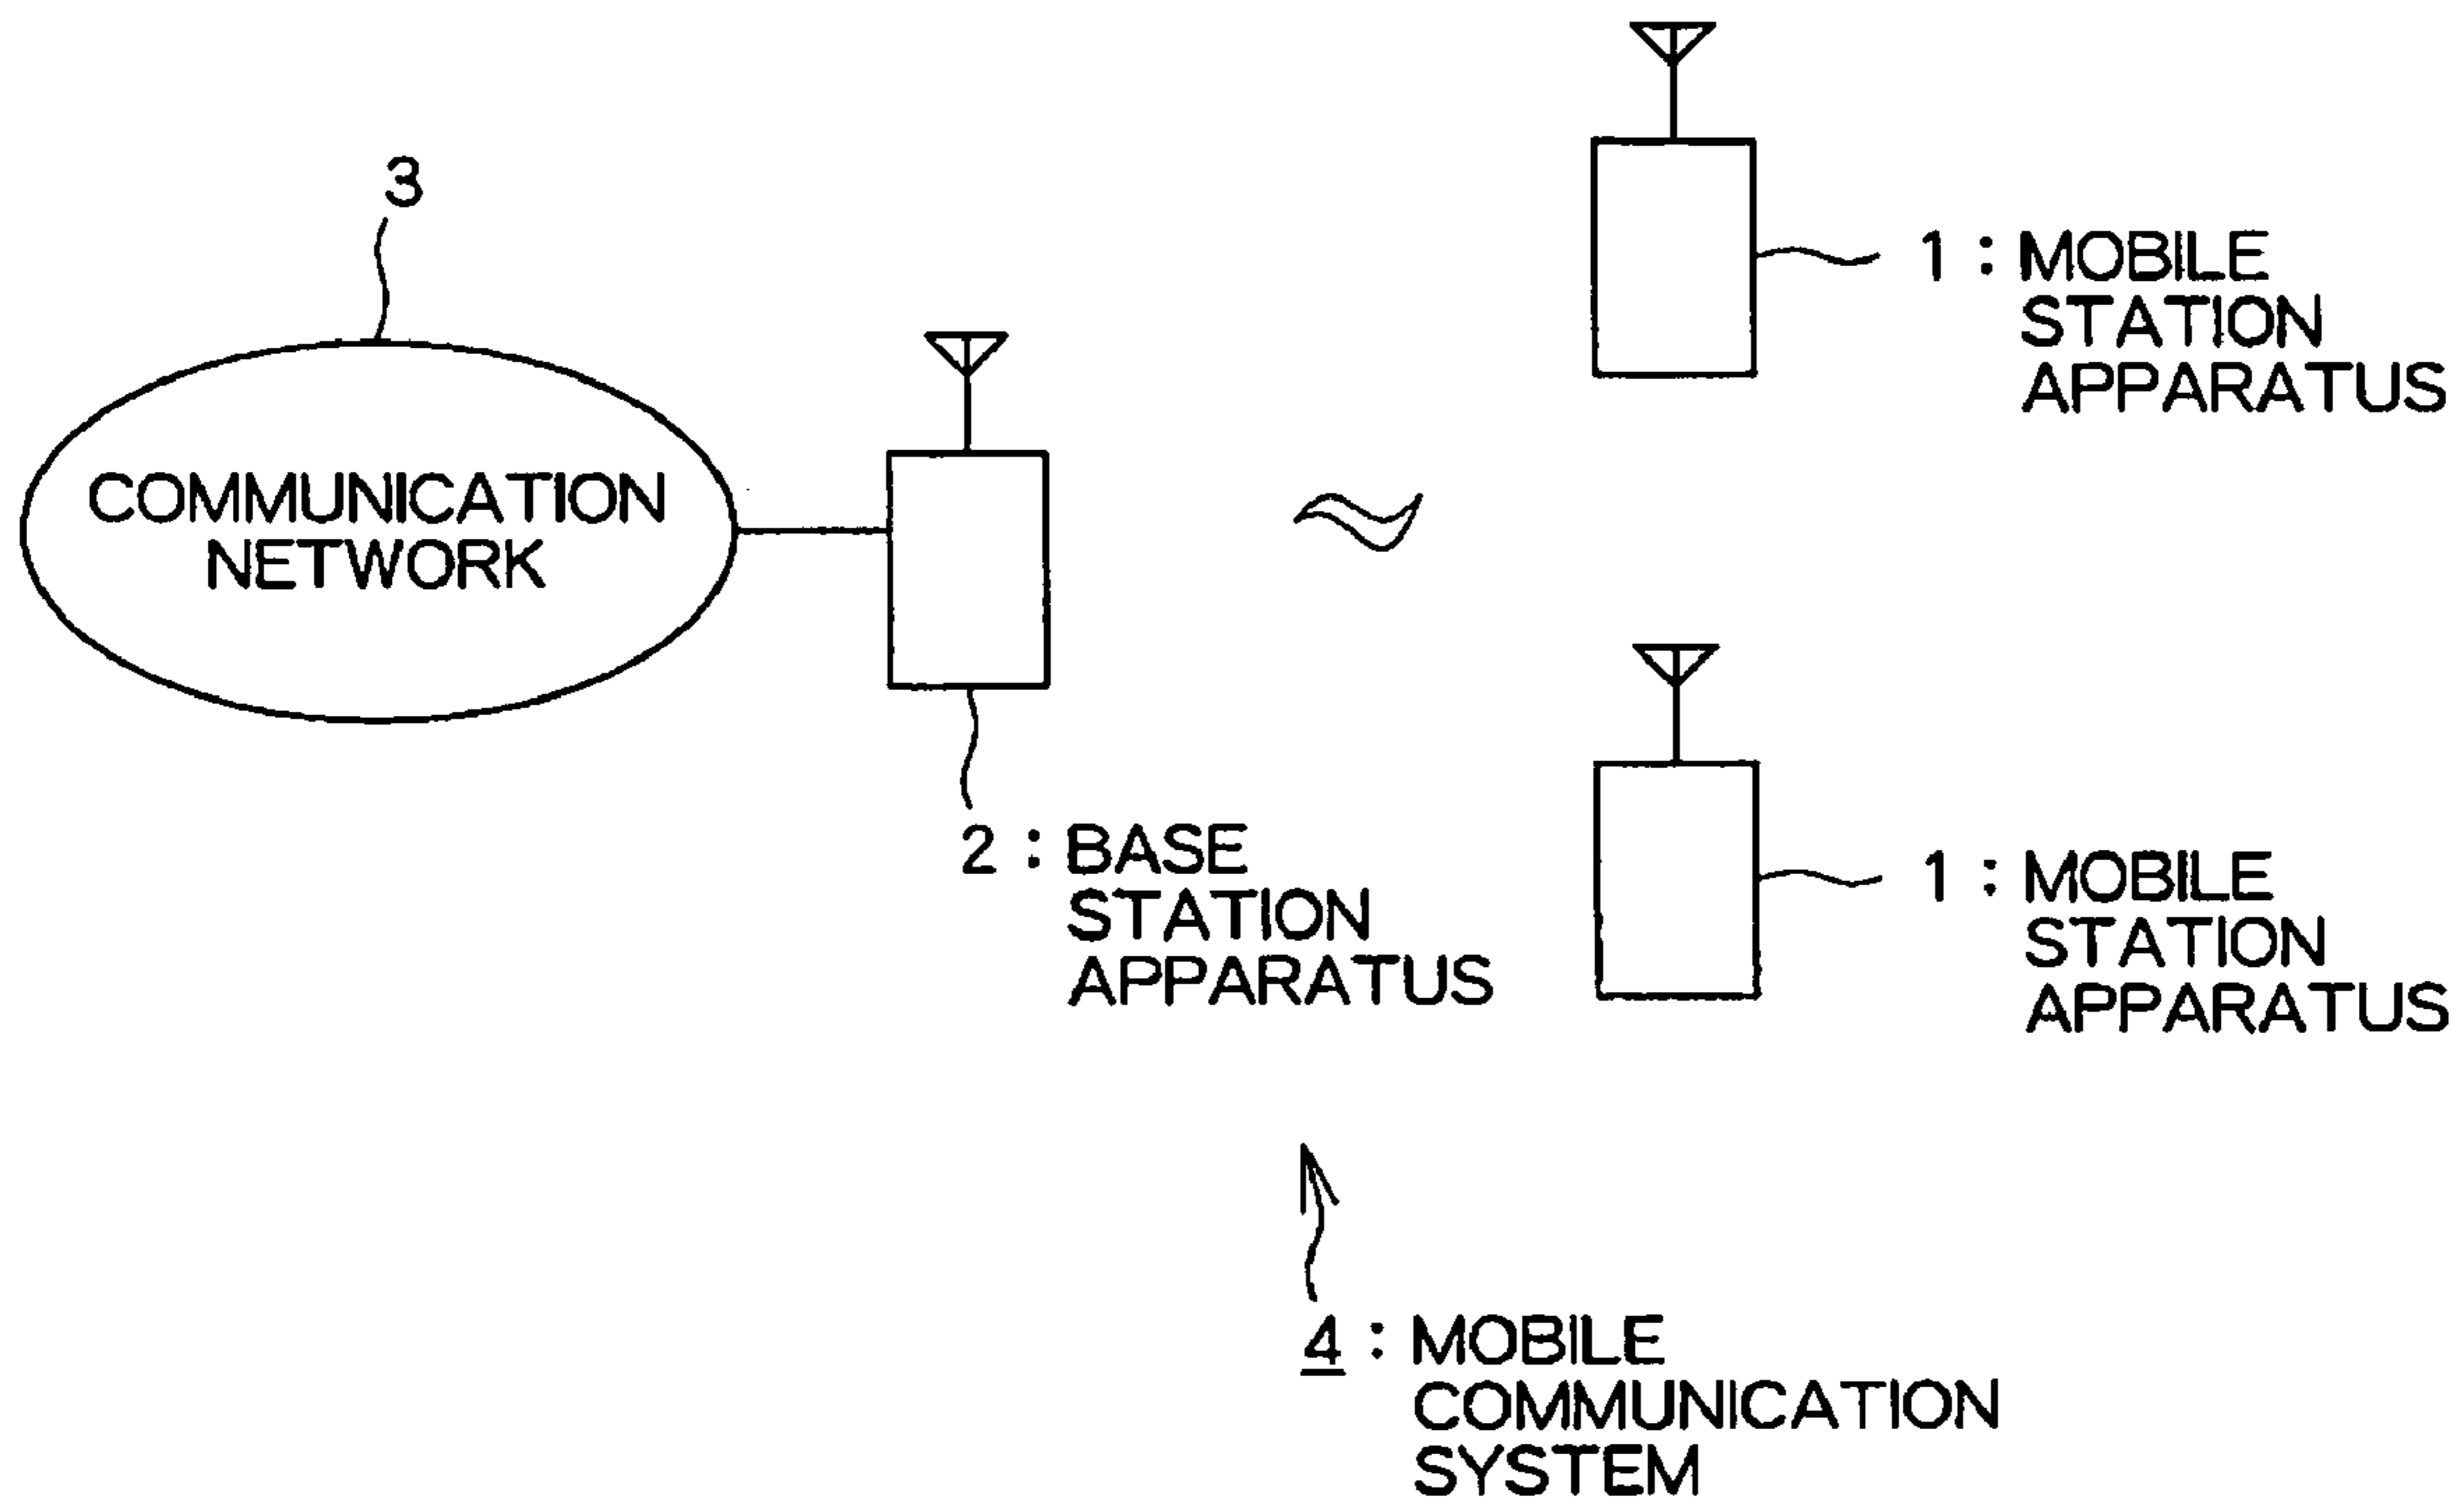 3
COMMUNICATION
NETWORK
1 : MOBILE
STATION
APPARATUS
2 : BASE
STATION
APPARATUS
1 : MOBILE
STATION
APPARATUS
4 : MOBILE
COMMUNICATION
SYSTEM